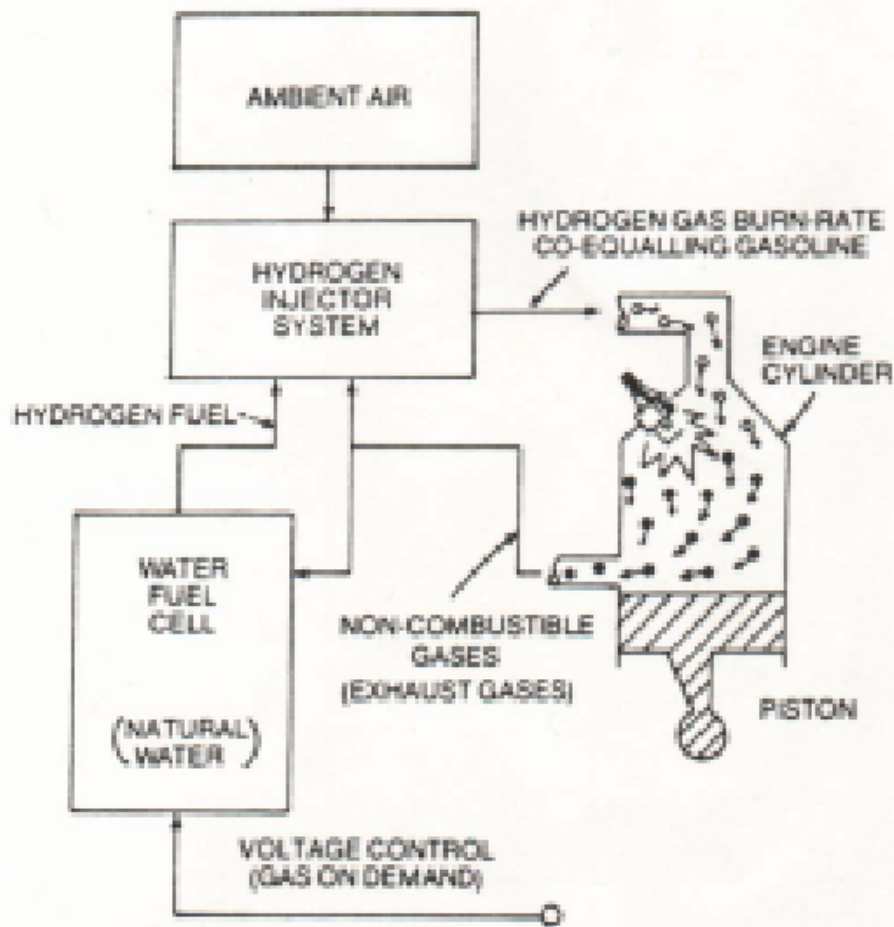 AMBIENT AIR
HYDROGEN GAS BURN-RATE
CO-EQUALLING GASOLINE
HYDROGEN
INJECTOR
SYSTEM
ENGINE
CYLINDER
HYDROGEN FUEL
WATER
FUEL
CELL
NON-COMBUSTIBLE
GASES
(EXHAUST GASES)
PISTON
(NATURAL
WATER)
VOLTAGE CONTROL
(GAS ON DEMAND)